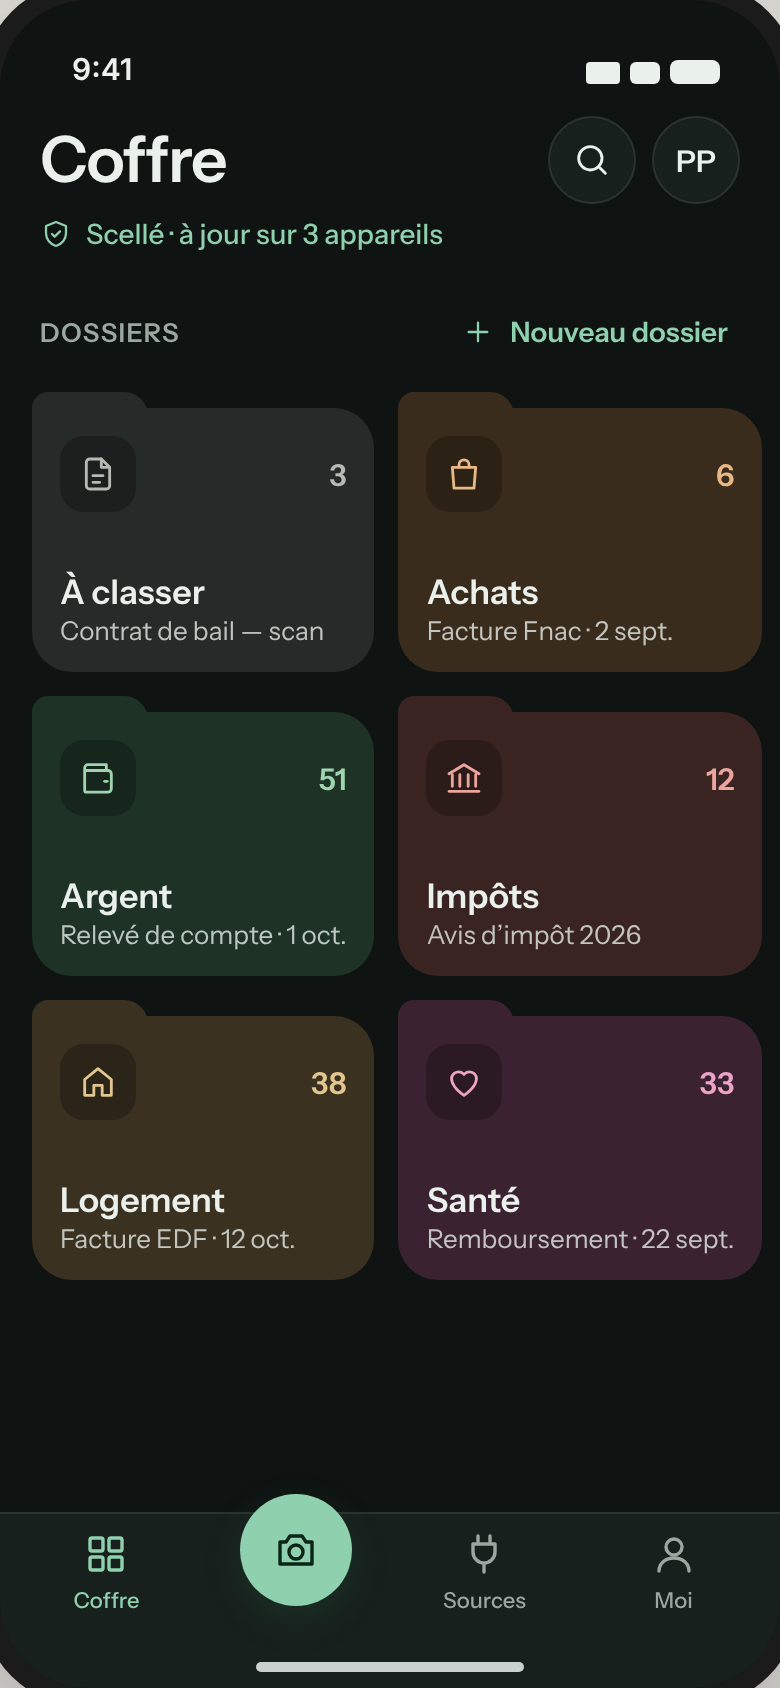 9:41
Coffre
PP
Scellé · à jour sur 3 appareils
DOSSIERS
Nouveau dossier
3
À classer
Contrat de bail — scan
6
Achats
Facture Fnac · 2 sept.
51
Argent
Relevé de compte · 1 oct.
12
Impôts
Avis d’impôt 2026
38
Logement
Facture EDF · 12 oct.
33
Santé
Remboursement · 22 sept.
Coffre
Sources
Moi